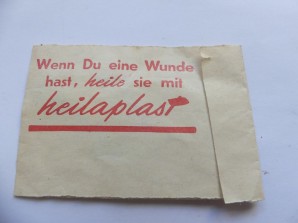 Wenn Du eine Wunde
hast, heile sie mit
heilaplast